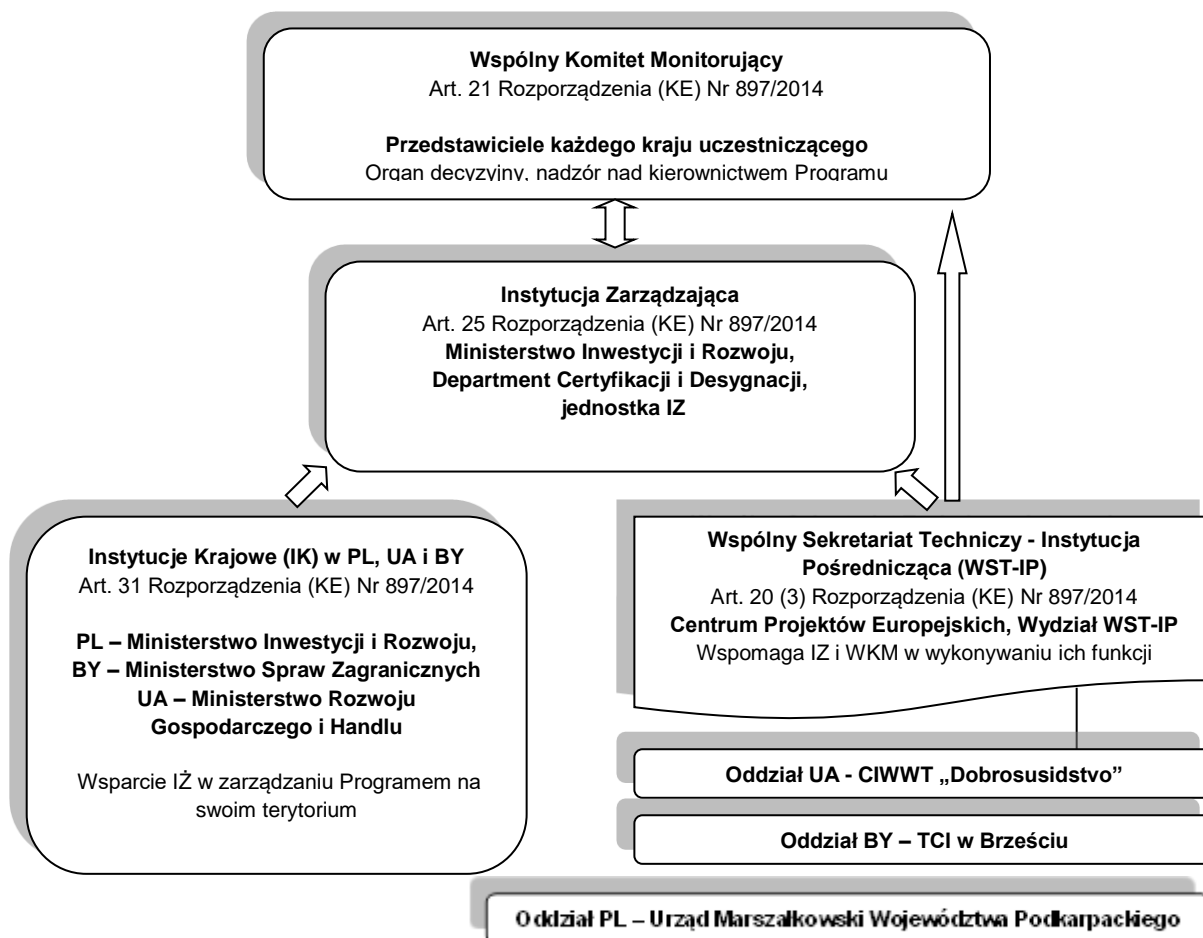 Wspólny Komitet Monitorujący
Art. 21 Rozporządzenia (KE) Nr 897/2014
Przedstawiciele każdego kraju uczestniczącego
Organ decyzyjny, nadzór nad kierownictwem Programu
Instytucja Zarządzająca
Art. 25 Rozporządzenia (KE) Nr 897/2014
Ministerstwo Inwestycji i Rozwoju,
Department Certyfikacji i Desygnacji,
jednostka IZ
Instytucje Krajowe (IK) w PL, UA i BY
Art. 31 Rozporządzenia (KE) Nr 897/2014
PL – Ministerstwo Inwestycji i Rozwoju,
BY – Ministerstwo Spraw Zagranicznych
UA – Ministerstwo Rozwoju
Gospodarczego i Handlu
Wsparcie IŻ w zarządzaniu Programem na
swoim terytorium
Wspólny Sekretariat Techniczy - Instytucja
Pośrednicząca (WST-IP)
Art. 20 (3) Rozporządzenia (KE) Nr 897/2014
Centrum Projektów Europejskich, Wydział WST-IP
Wspomaga IZ i WKM w wykonywaniu ich funkcji
Oddział UA - CIWWT „Dobrosusidstvo”
Oddział BY – TCI w Brześciu
Oddział PL – Urząd Marszałkowski Województwa Podkarpackiego